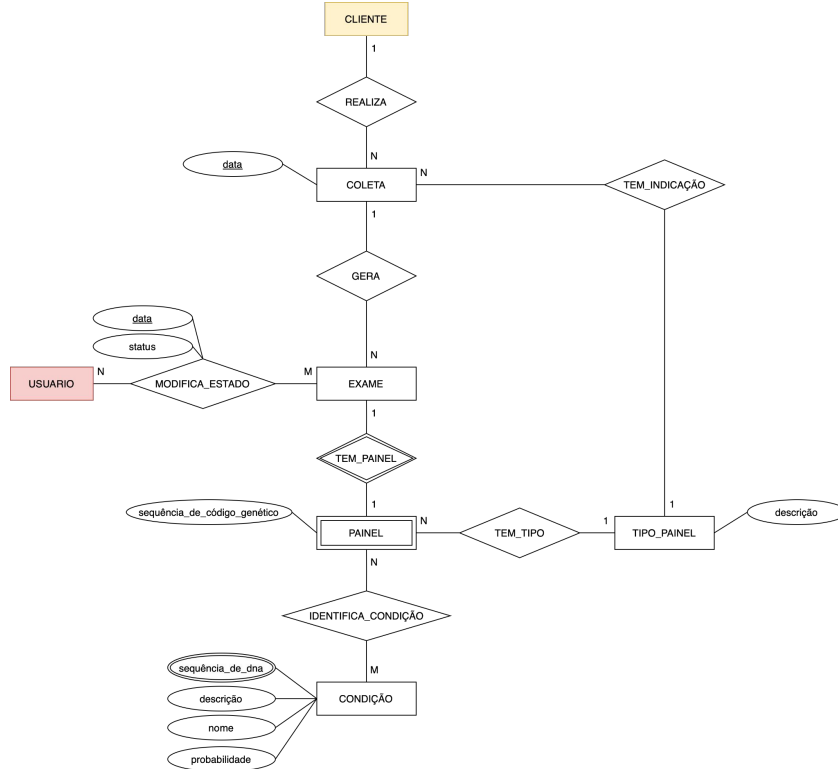 CLIENTE
1
REALIZA
N
data
COLETA
N
TEM_INDICAÇÃO
1
GERA
data
status
N
USUARIO
N
MODIFICA_ESTADO
M
EXAME
1
TEM_PAINEL
1
1
sequência_de_código_genético
PAINEL
N
TEM_TIPO
1
TIPO_PAINEL
descrição
N
IDENTIFICA_CONDIÇÃO
M
sequência_de_dna
descrição
CONDIÇÃO
nome
probabilidade